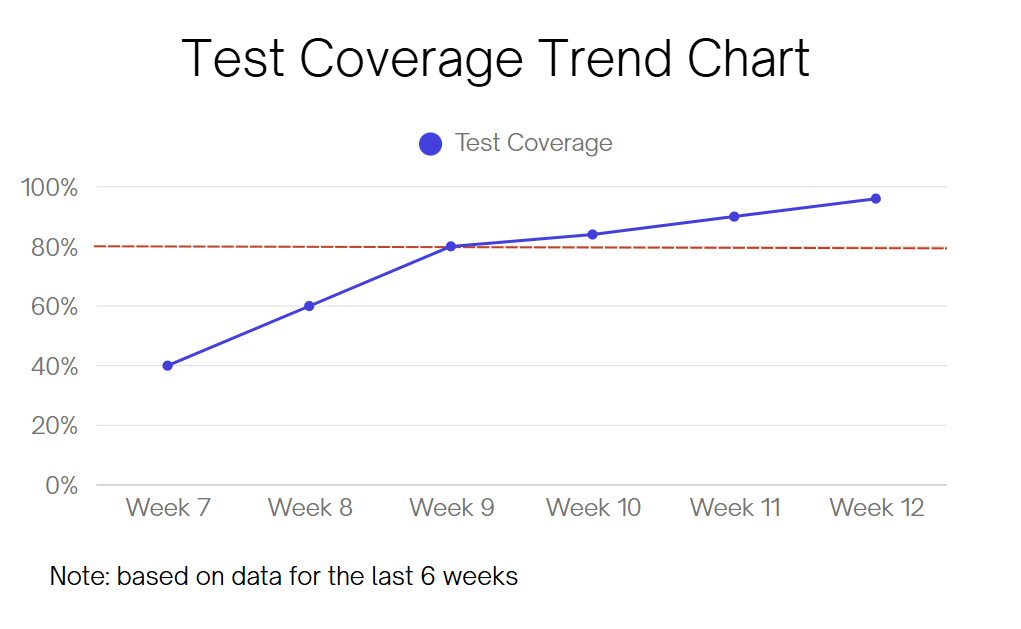 Test Coverage Trend Chart
Test Coverage
100%
80%
60%
40%
20%
0%
Week 7 Week 8 Week 9 Week 10 Week 11 Week 12
Note: based on data for the last 6 weeks